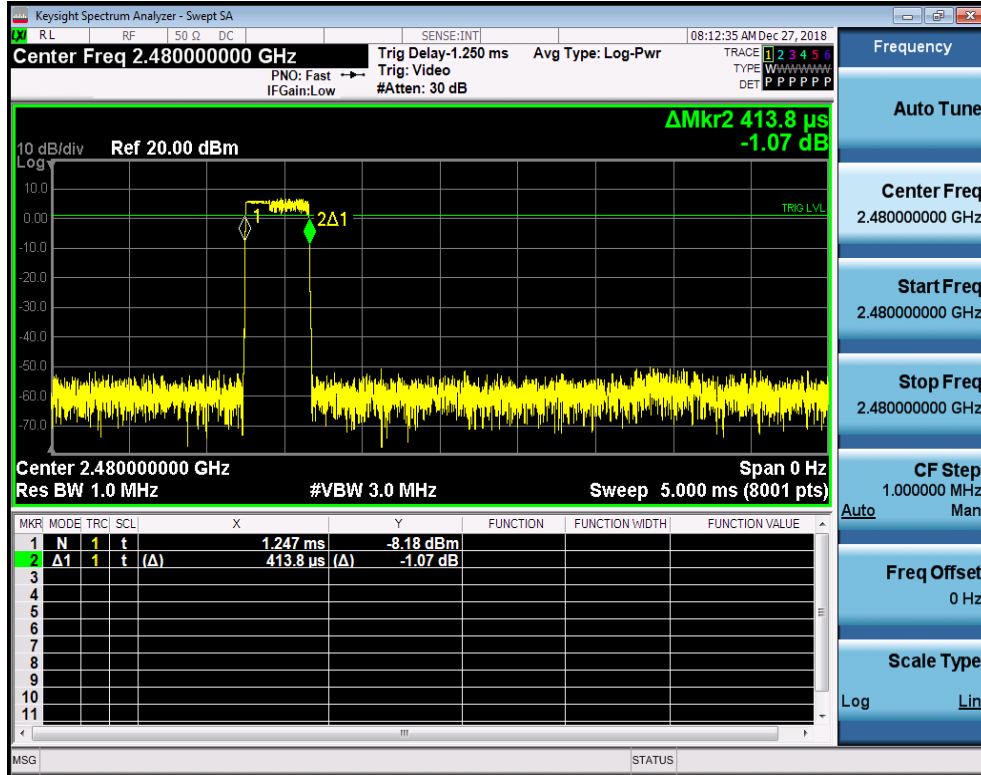 Keysight Spectrum Analyzer - Swept SA
LXI RL RF 50 Ω DC SENSE:INT 08:12:35 AM Dec 27, 2018
Center Freq 2.480000000 GHz
PNO: Fast
IFGain:Low
Trig Delay-1.250 ms
Trig: Video
#Atten: 30 dB
Avg Type: Log-Pwr
TRACE 1 2 3 4 5 6
TYPE WWWWWW
DET P P P P P P
ΔMkr2 413.8 µs
-1.07 dB
10 dB/div Ref 20.00 dBm
Log
10.0
0.00
-10.0
-20.0
-30.0
-40.0
-50.0
-60.0
-70.0
1
2Δ1
TRIG LVL
Center 2.480000000 GHz Span 0 Hz
Res BW 1.0 MHz #VBW 3.0 MHz Sweep 5.000 ms (8001 pts)
MKR MODE TRC SCL X Y FUNCTION FUNCTION WIDTH FUNCTION VALUE
1 N 1 t 1.247 ms -8.18 dBm
2 Δ1 1 t (Δ) 413.8 µs (Δ) -1.07 dB
3
4
5
6
7
8
9
10
11
MSG STATUS
Frequency
Auto Tune
Center Freq
2.480000000 GHz
Start Freq
2.480000000 GHz
Stop Freq
2.480000000 GHz
CF Step
1.000000 MHz
Auto Man
Freq Offset
0 Hz
Scale Type
Log Lin